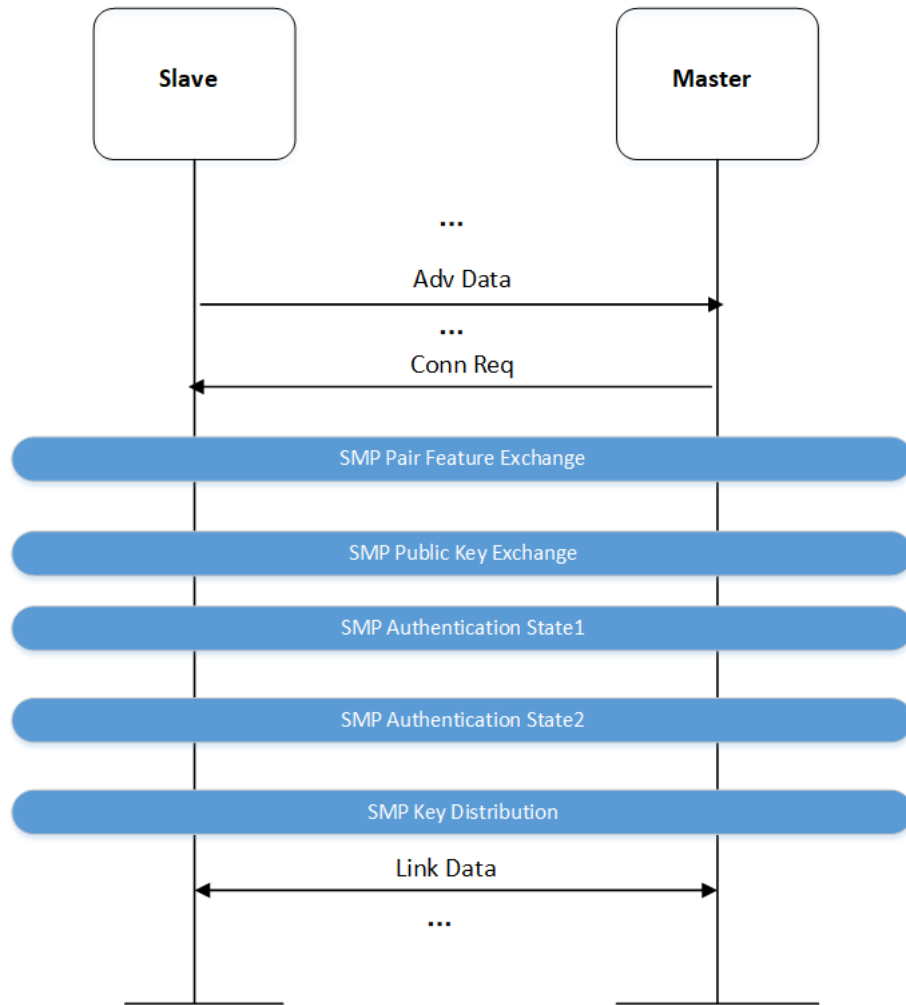 Slave
Master
...
Adv Data
...
Conn Req
SMP Pair Feature Exchange
SMP Public Key Exchange
SMP Authentication State1
SMP Authentication State2
SMP Key Distribution
Link Data
...